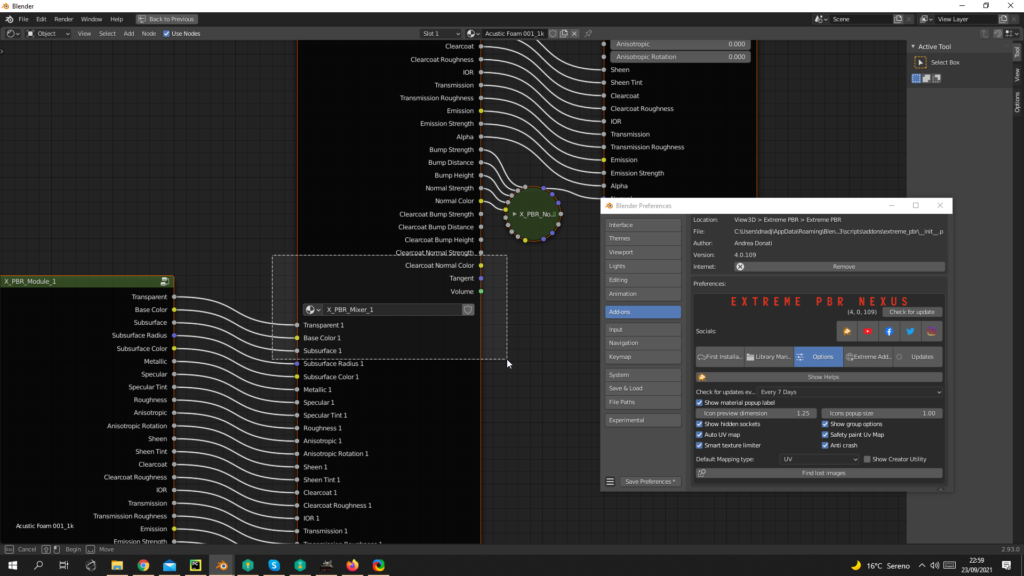 Blender
File Edit Render Window Help Back to Previous Scene View Layer
Object View Select Add Node Use Nodes Slot 1 Acustic Foam 001_1k
Clearcoat
Clearcoat Roughness
IOR
Transmission
Transmission Roughness
Emission
Emission Strength
Alpha
Bump Strength
Bump Distance
Bump Height
Normal Strength
Normal Color
Clearcoat Bump Strength
Clearcoat Bump Distance
Clearcoat Bump Height
Clearcoat Normal Strength
Clearcoat Normal Color
Tangent
Volume
X_PBR_Mixer_1
Transparent 1
Base Color 1
Subsurface 1
Subsurface Radius 1
Subsurface Color 1
Metallic 1
Specular 1
Specular Tint 1
Roughness 1
Anisotropic 1
Anisotropic Rotation 1
Sheen 1
Sheen Tint 1
Clearcoat 1
Clearcoat Roughness 1
IOR 1
Transmission 1
X_PBR_Module_1
Transparent
Base Color
Subsurface
Subsurface Radius
Subsurface Color
Metallic
Specular
Specular Tint
Roughness
Anisotropic
Anisotropic Rotation
Sheen
Sheen Tint
Clearcoat
Clearcoat Roughness
IOR
Transmission
Transmission Roughness
Emission
Emission Strength
Acustic Foam 001_1k
X_PBR_No..
Anisotropic 0.000
Anisotropic Rotation 0.000
Sheen
Sheen Tint
Clearcoat
Clearcoat Roughness
IOR
Transmission
Transmission Roughness
Emission
Emission Strength
Alpha
Active Tool
Select Box
Tool
View
Options
Blender Preferences
Interface
Themes
Viewport
Lights
Editing
Animation
Add-ons
Input
Navigation
Keymap
System
Save & Load
File Paths
Experimental
Save Preferences *
Location: View3D > Extreme PBR > Extreme PBR
File: C:\Users\dnadj\AppData\Roaming\Blen..3\scripts\addons\extreme_pbr\__init__.p
Author: Andrea Donati
Version: 4.0.109
Internet: Remove
Preferences:
EXTREME PBR NEXUS
(4, 0, 109) Check for update
Socials:
First Installa.. Library Man.. Options Extreme Add.. Updates
Show Helps
Check for updates ev.. Every 7 Days
Show material popup label
Icon preview dimension 1.25 Icons popup size 1.00
Show hidden sockets Show group options
Auto UV map Safety paint Uv Map
Smart texture limiter Anti crash
Default Mapping type: UV Show Creator Utility
Find lost images
Cancel Begin Move 2.93.0
16°C Sereno 22:59
23/09/2021